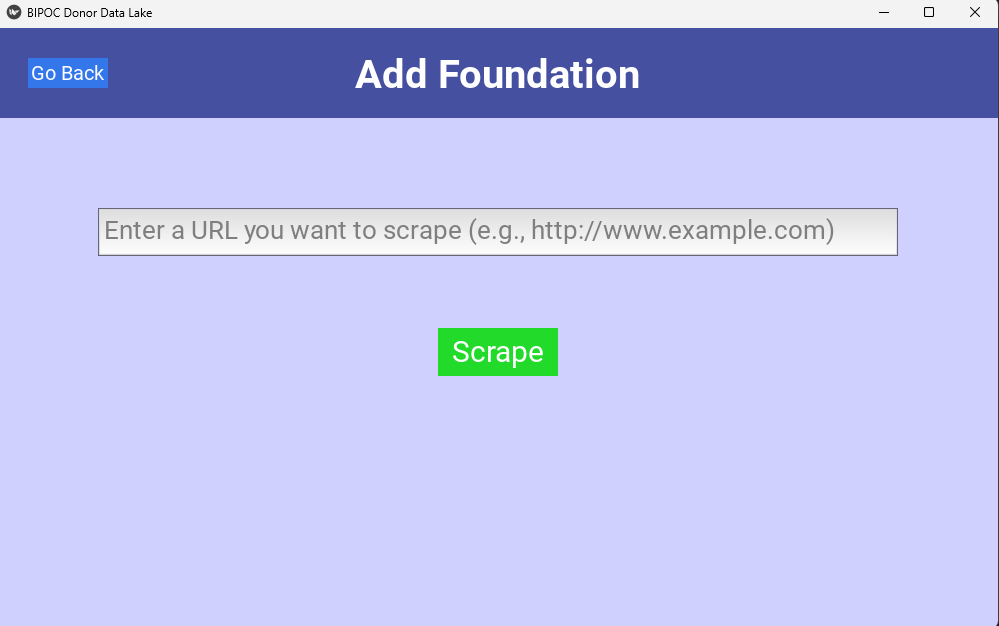 BIPOC Donor Data Lake
Go Back
Add Foundation
Enter a URL you want to scrape (e.g., http://www.example.com)
Scrape